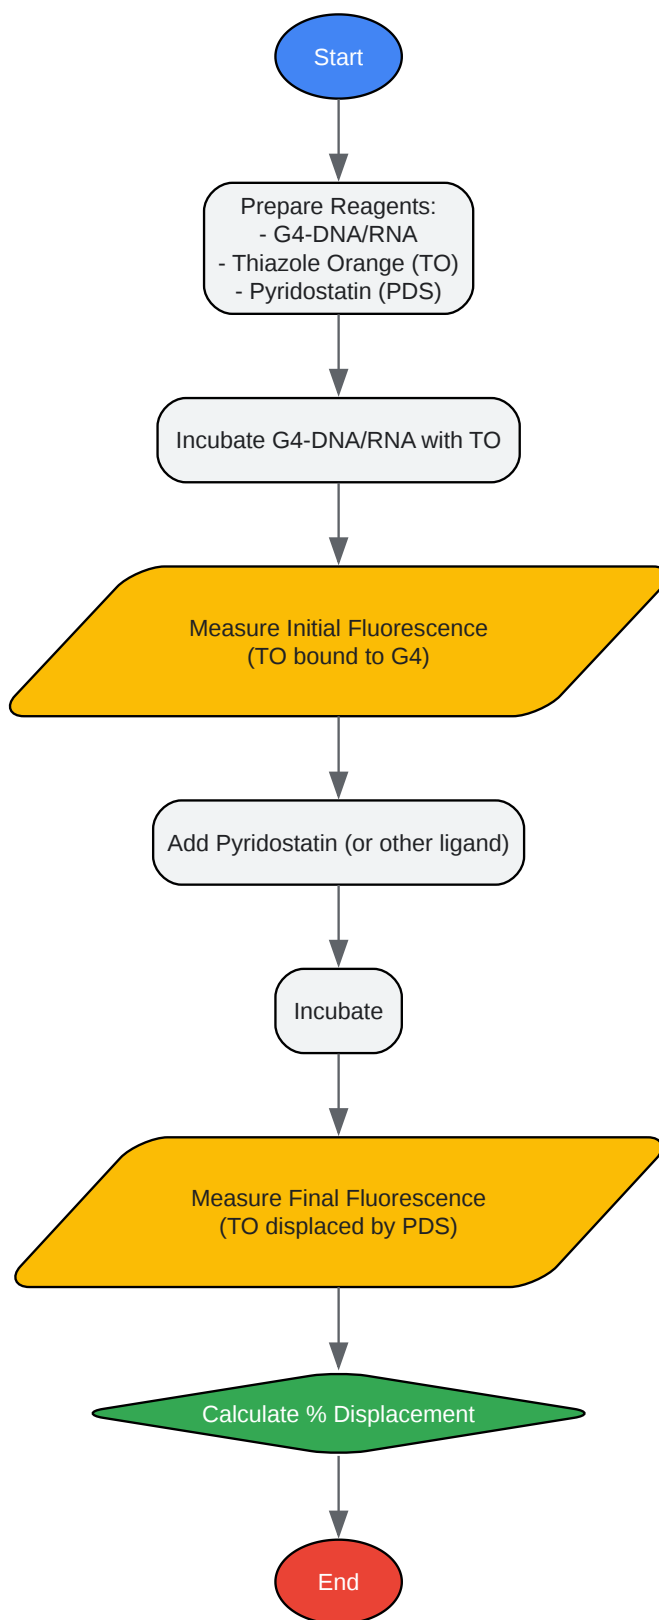 Start
Prepare Reagents:
- G4-DNA/RNA
- Thiazole Orange (TO)
- Pyridostatin (PDS)
Incubate G4-DNA/RNA with TO
Measure Initial Fluorescence
(TO bound to G4)
Add Pyridostatin (or other ligand)
Incubate
Measure Final Fluorescence
(TO displaced by PDS)
Calculate % Displacement
End